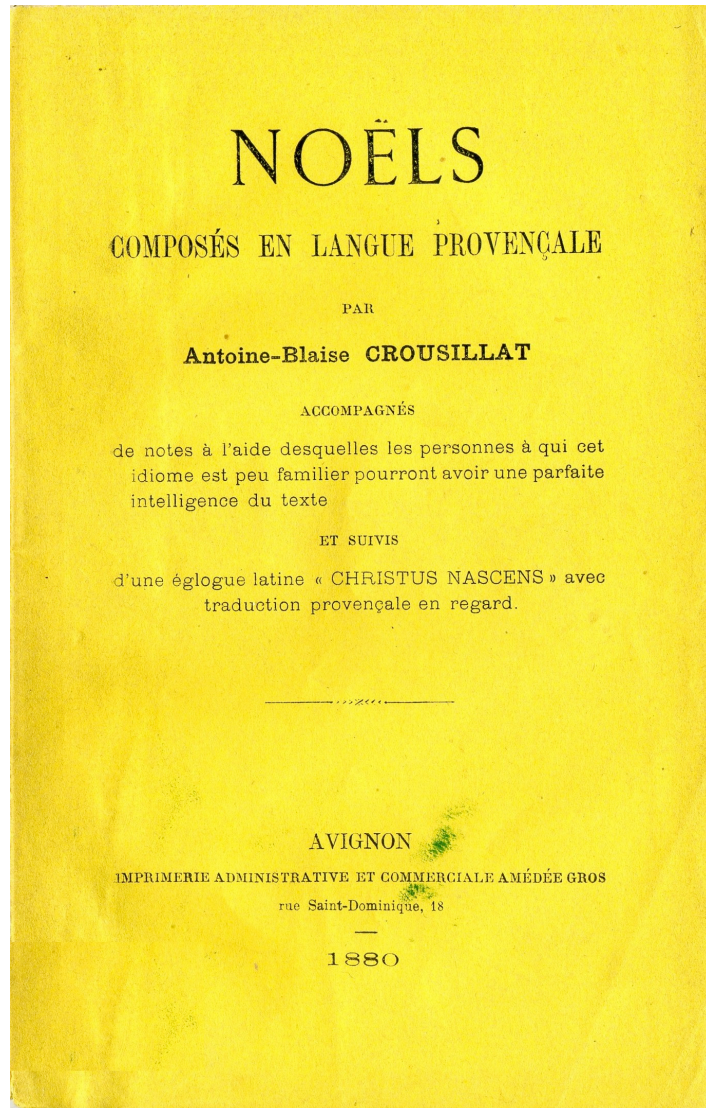 NOËLS
COMPOSÉS EN LANGUE PROVENÇALE
PAR
Antoine-Blaise CROUSILLAT
ACCOMPAGNÉS
de notes à l'aide desquelles les personnes à qui cet
idiome est peu familier pourront avoir une parfaite
intelligence du texte
ET SUIVIS
d'une églogue latine « CHRISTUS NASCENS » avec
traduction provençale en regard.
AVIGNON
IMPRIMERIE ADMINISTRATIVE ET COMMERCIALE AMÉDÉE GROS
rue Saint-Dominique, 18
1880